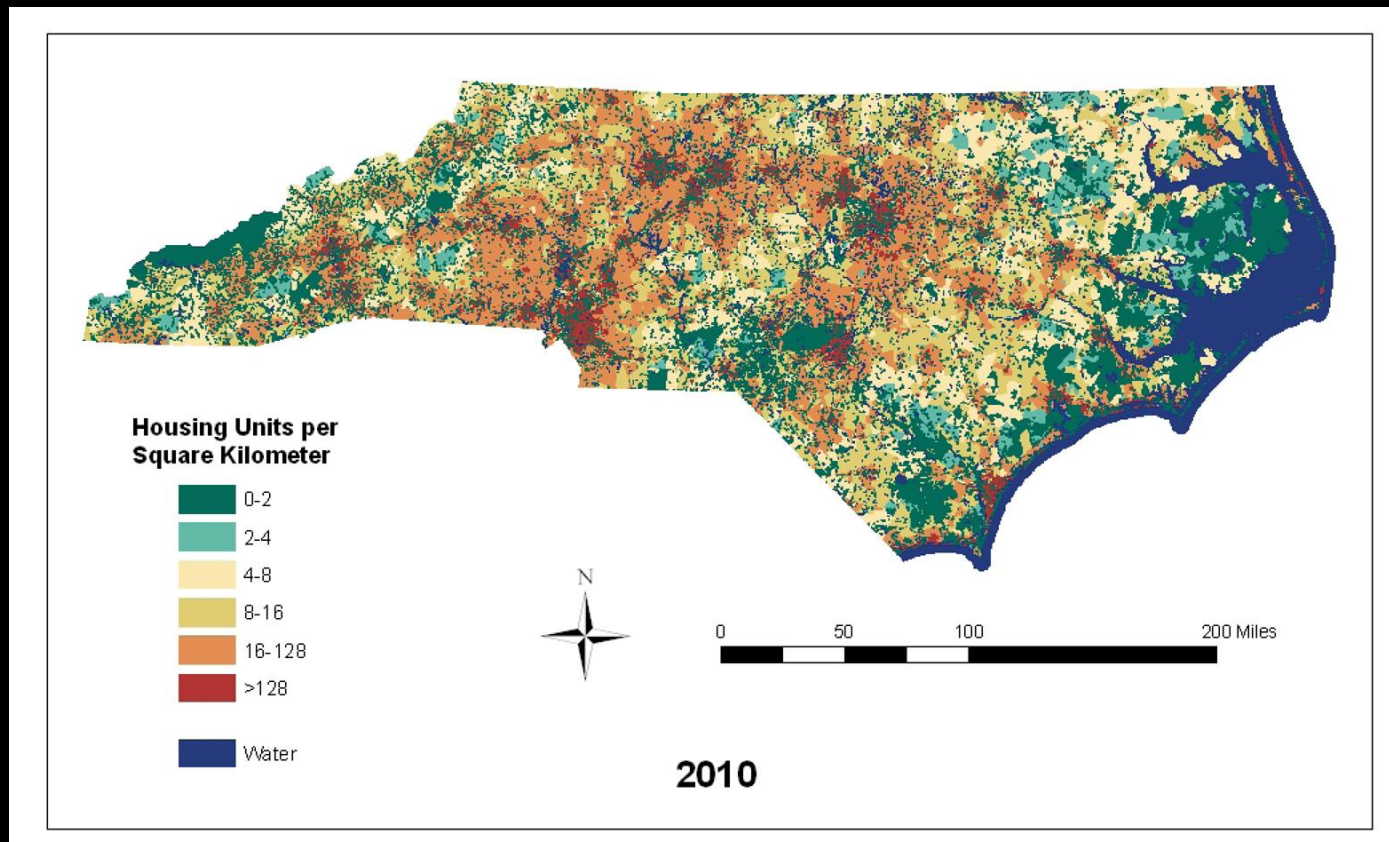 Housing Units per
Square Kilometer
0-2
2-4
4-8
8-16
16-128
>128
Water
N
0 50 100 200 Miles
2010